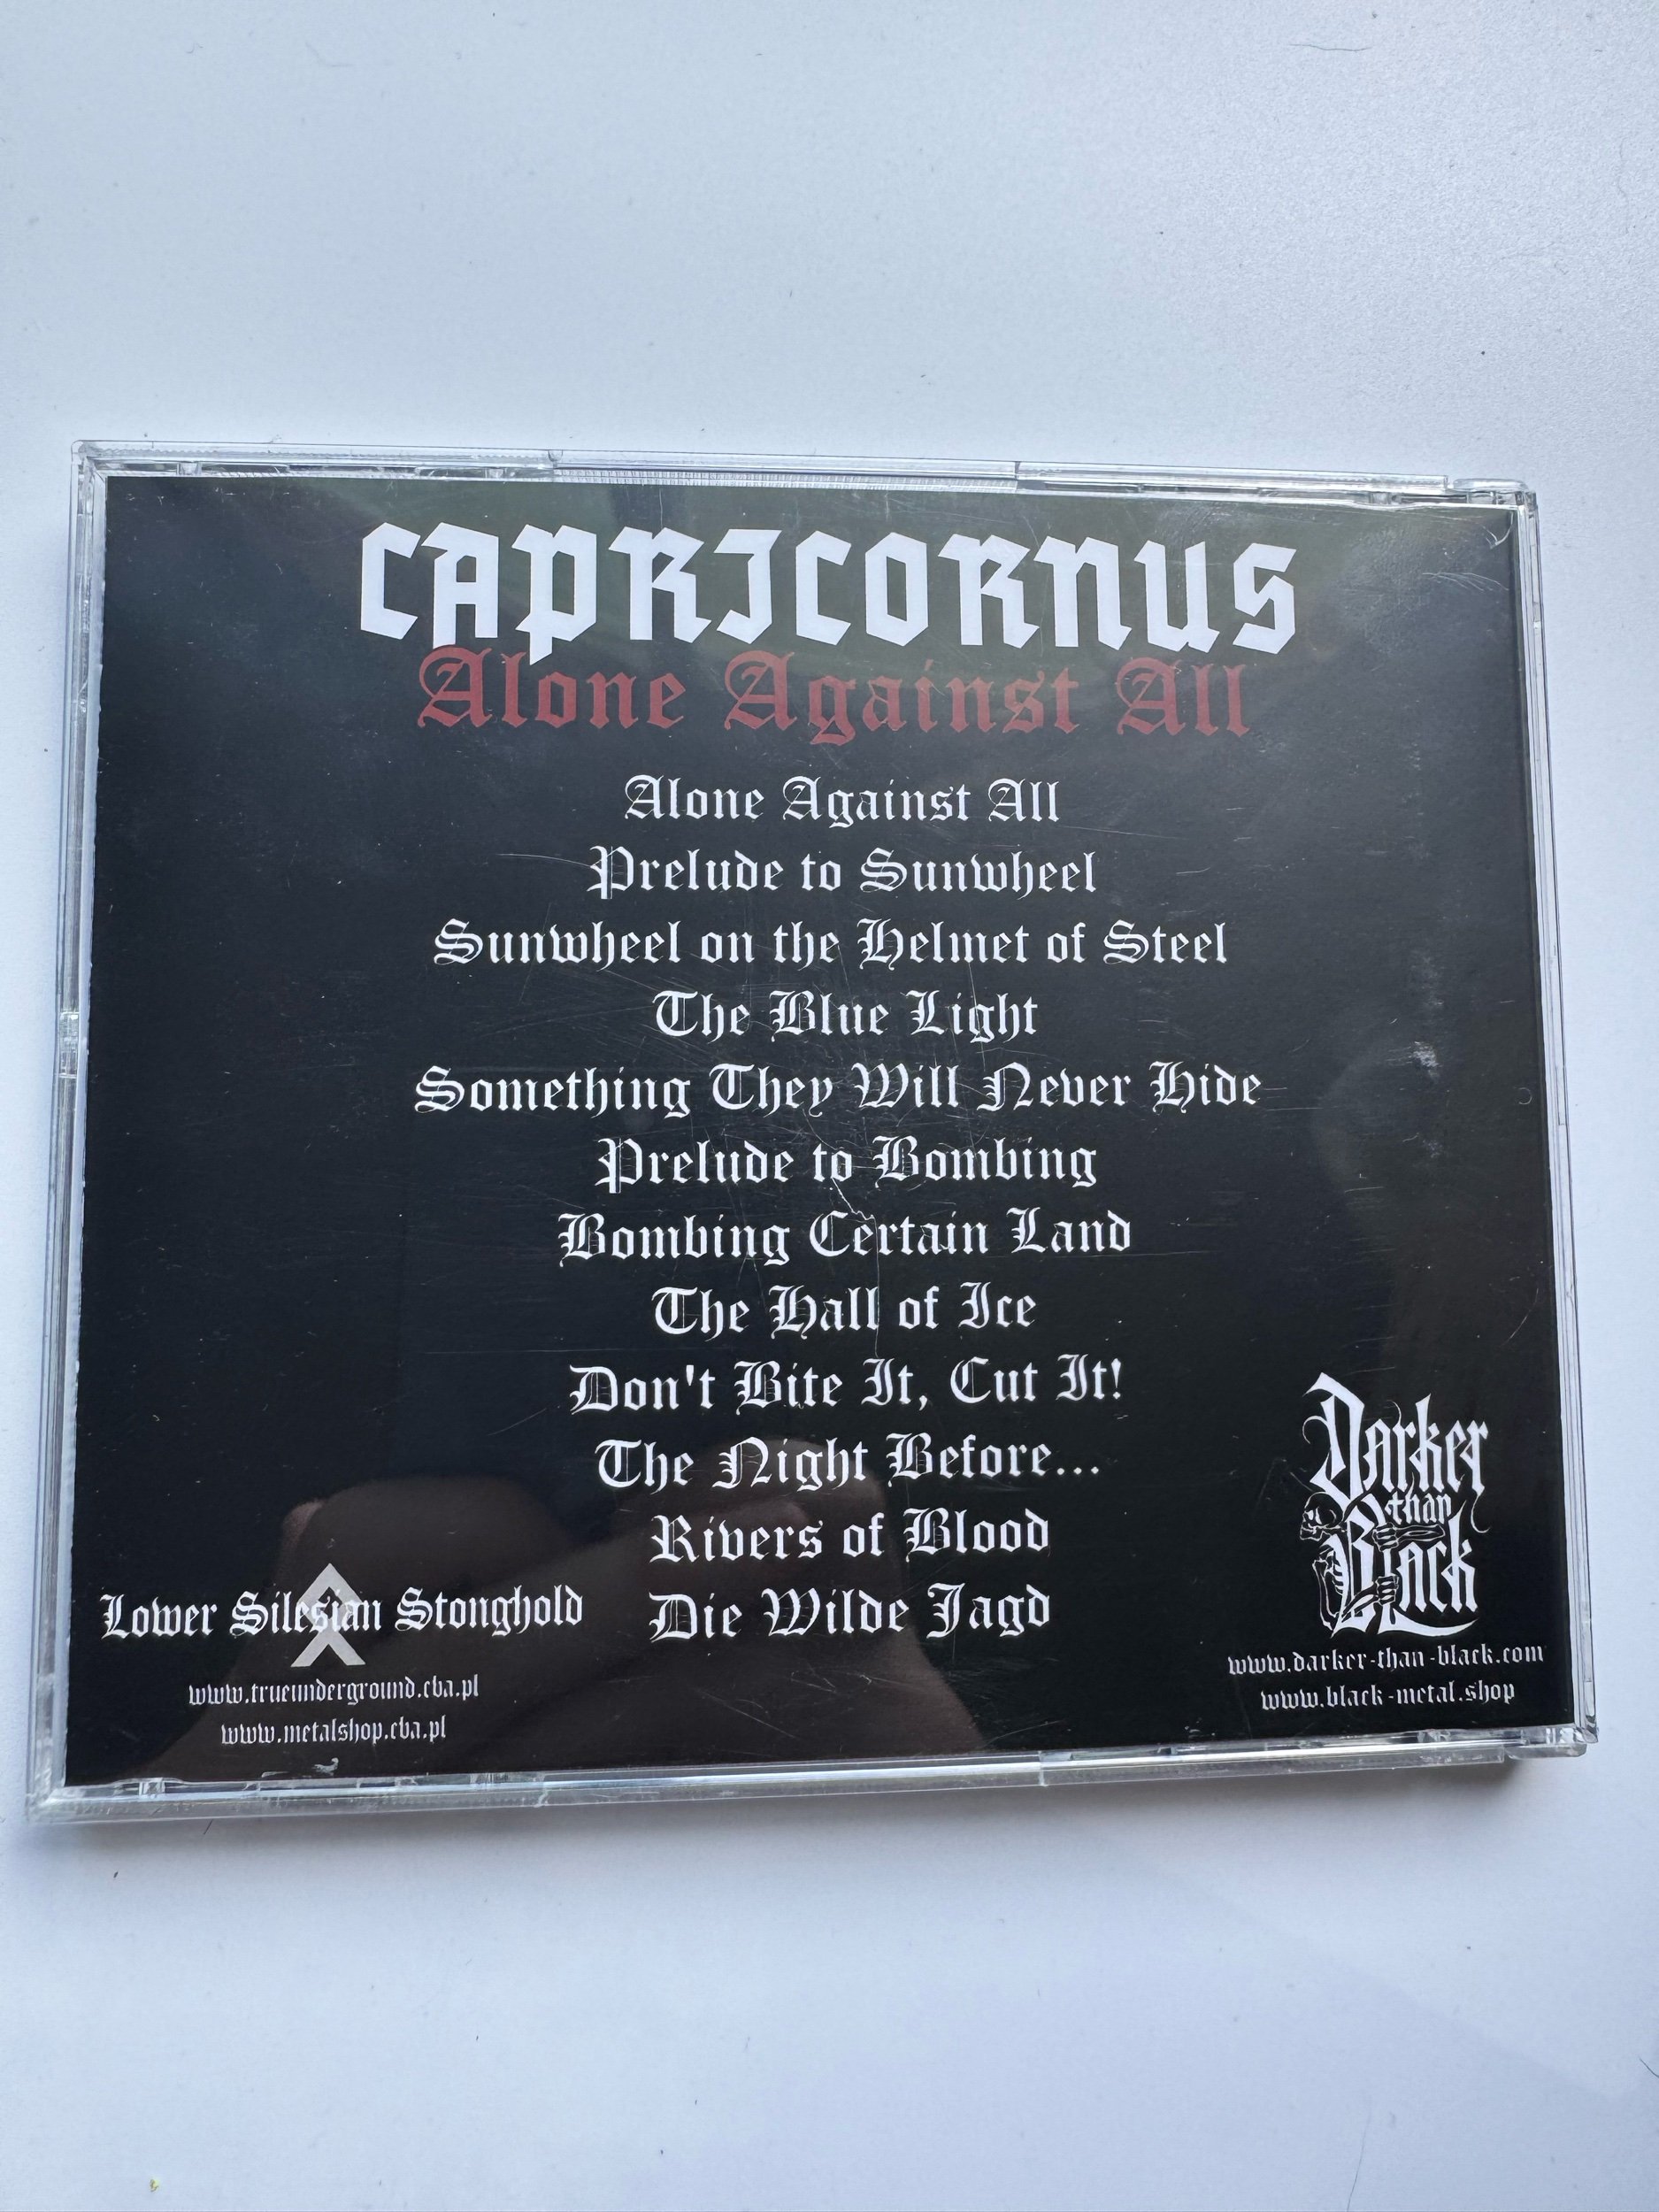 CAPRICORNUS
Alone Against All
Alone Against All
Prelude to Sunwheel
Sunwheel on the Helmet of Steel
The Blue Light
Something They Will Never Hide
Prelude to Bombing
Bombing Certain Land
The Hall of Ice
Don't Bite It, Cut It!
The Night Before...
Rivers of Blood
Die Wilde Jagd
Lower Silesian Stonghold
www.trueunderground.cba.pl
www.metalshop.cba.pl
Darker
than
Black
www.darker-than-black.com
www.black-metal.shop